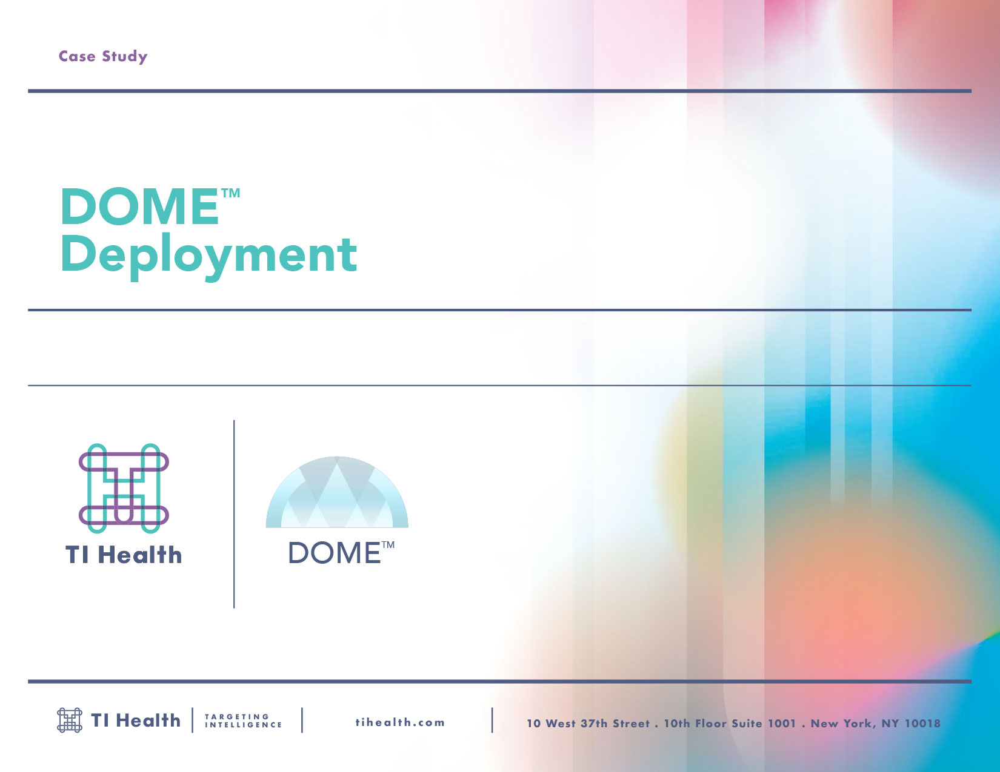 Case Study
DOME™
Deployment
TI Health
DOME™
TI Health
TARGETING
INTELLIGENCE
tihealth.com
10 West 37th Street . 10th Floor Suite 1001 . New York, NY 10018